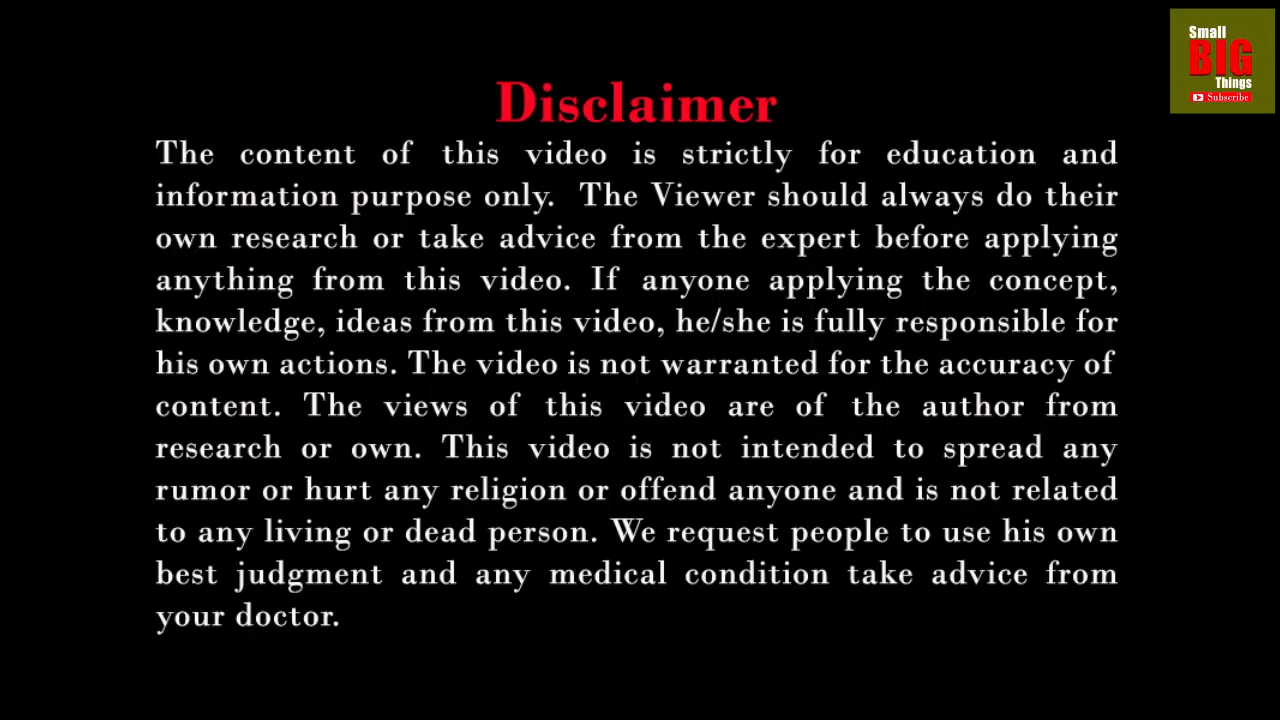 Small
BIG
Things
Subscribe
Disclaimer
The content of this video is strictly for education and
information purpose only. The Viewer should always do their
own research or take advice from the expert before applying
anything from this video. If anyone applying the concept,
knowledge, ideas from this video, he/she is fully responsible for
his own actions. The video is not warranted for the accuracy of
content. The views of this video are of the author from
research or own. This video is not intended to spread any
rumor or hurt any religion or offend anyone and is not related
to any living or dead person. We request people to use his own
best judgment and any medical condition take advice from
your doctor.